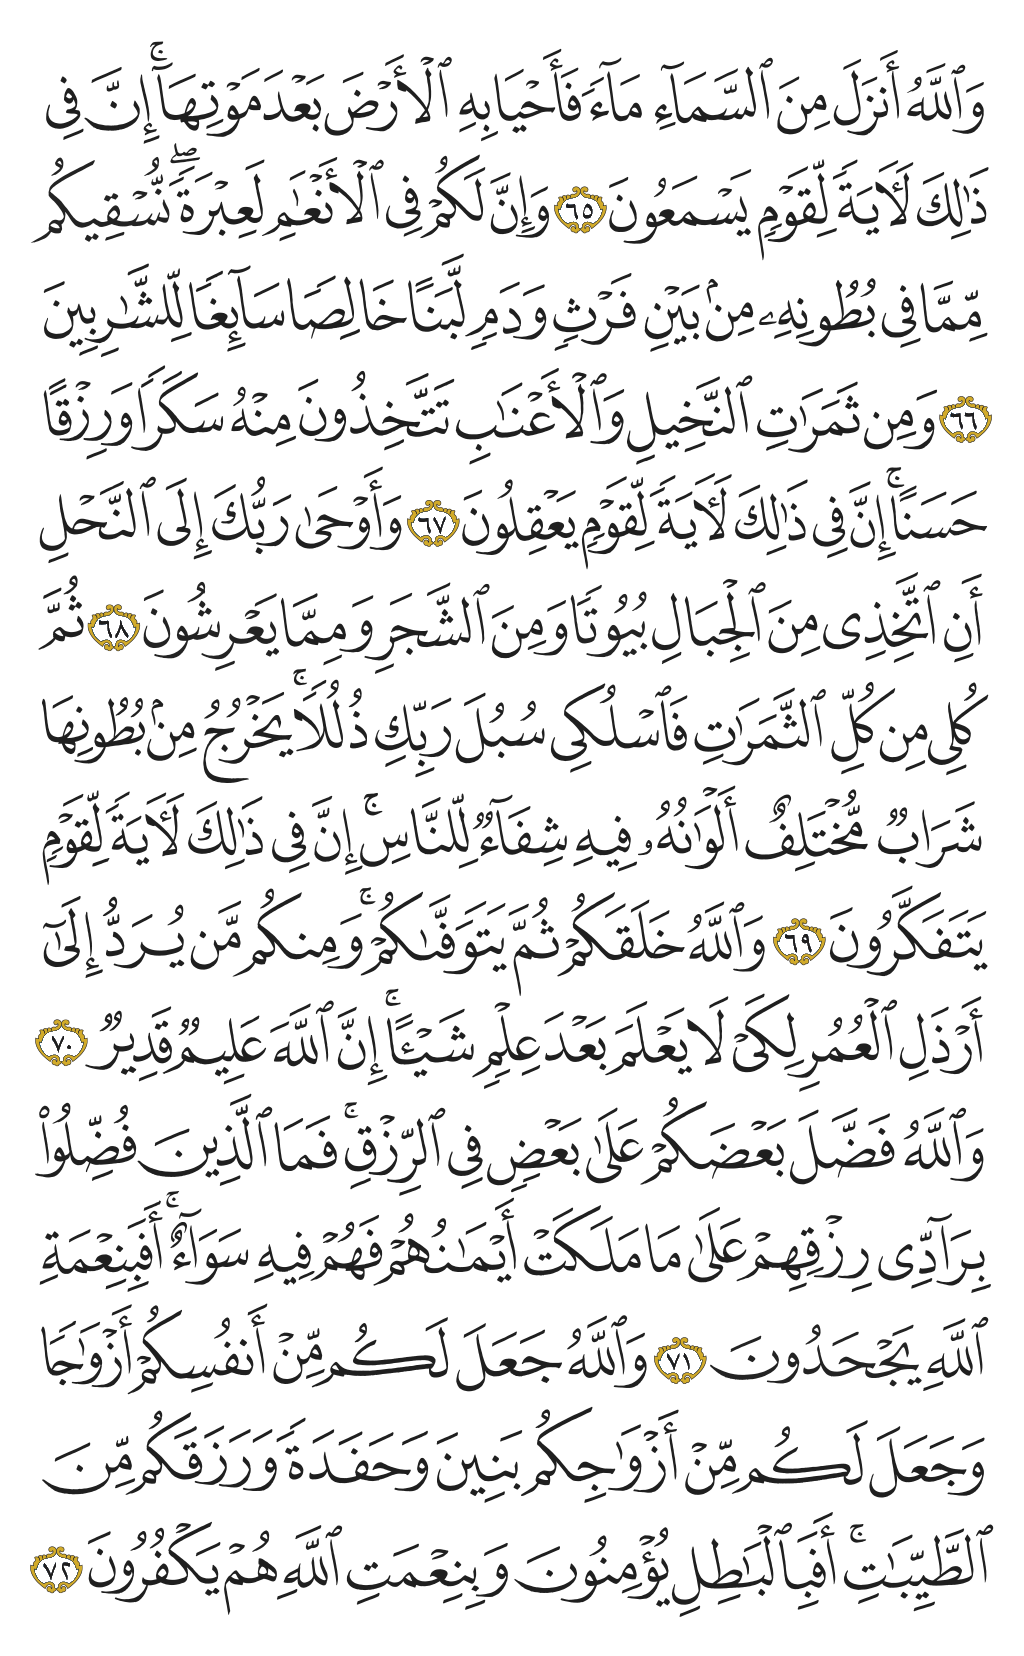 وَٱللَّهُ أَنزَلَ مِنَ ٱلسَّمَآءِ مَآءً فَأَحْيَا بِهِ ٱلْأَرْضَ بَعْدَ مَوْتِهَآ ۚ إِنَّ فِى
ذَٰلِكَ لَـَٔايَةً لِّقَوْمٍ يَسْمَعُونَ ٦٥ وَإِنَّ لَكُمْ فِى ٱلْأَنْعَـٰمِ لَعِبْرَةً ۖ نُّسْقِيكُم
مِّمَّا فِى بُطُونِهِۦ مِنۢ بَيْنِ فَرْثٍ وَدَمٍ لَّبَنًا خَالِصًا سَآئِغًا لِّلشَّـٰرِبِينَ
٦٦ وَمِن ثَمَرَٰتِ ٱلنَّخِيلِ وَٱلْأَعْنَـٰبِ تَتَّخِذُونَ مِنْهُ سَكَرًا وَرِزْقًا
حَسَنًا ۗ إِنَّ فِى ذَٰلِكَ لَـَٔايَةً لِّقَوْمٍ يَعْقِلُونَ ٦٧ وَأَوْحَىٰ رَبُّكَ إِلَى ٱلنَّحْلِ
أَنِ ٱتَّخِذِى مِنَ ٱلْجِبَالِ بُيُوتًا وَمِنَ ٱلشَّجَرِ وَمِمَّا يَعْرِشُونَ ٦٨ ثُمَّ
كُلِى مِن كُلِّ ٱلثَّمَرَٰتِ فَٱسْلُكِى سُبُلَ رَبِّكِ ذُلُلًا ۚ يَخْرُجُ مِنۢ بُطُونِهَا
شَرَابٌ مُّخْتَلِفٌ أَلْوَٰنُهُۥ فِيهِ شِفَآءٌ لِّلنَّاسِ ۗ إِنَّ فِى ذَٰلِكَ لَـَٔايَةً لِّقَوْمٍ
يَتَفَكَّرُونَ ٦٩ وَٱللَّهُ خَلَقَكُمْ ثُمَّ يَتَوَفَّىٰكُمْ ۚ وَمِنكُم مَّن يُرَدُّ إِلَىٰٓ
أَرْذَلِ ٱلْعُمُرِ لِكَىْ لَا يَعْلَمَ بَعْدَ عِلْمٍ شَيْـًٔا ۚ إِنَّ ٱللَّهَ عَلِيمٌ قَدِيرٌ ٧٠
وَٱللَّهُ فَضَّلَ بَعْضَكُمْ عَلَىٰ بَعْضٍ فِى ٱلرِّزْقِ ۚ فَمَا ٱلَّذِينَ فُضِّلُوا۟
بِرَآدِّى رِزْقِهِمْ عَلَىٰ مَا مَلَكَتْ أَيْمَـٰنُهُمْ فَهُمْ فِيهِ سَوَآءٌ ۚ أَفَبِنِعْمَةِ
ٱللَّهِ يَجْحَدُونَ ٧١ وَٱللَّهُ جَعَلَ لَكُم مِّنْ أَنفُسِكُمْ أَزْوَٰجًا
وَجَعَلَ لَكُم مِّنْ أَزْوَٰجِكُم بَنِينَ وَحَفَدَةً وَرَزَقَكُم مِّنَ
ٱلطَّيِّبَـٰتِ ۚ أَفَبِٱلْبَـٰطِلِ يُؤْمِنُونَ وَبِنِعْمَتِ ٱللَّهِ هُمْ يَكْفُرُونَ ٧٢